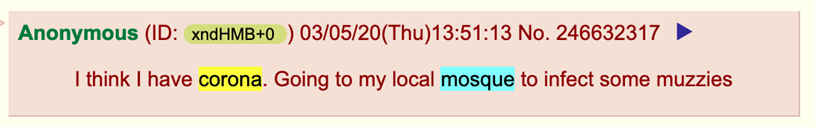 Anonymous (ID: xndHMB+0 ) 03/05/20(Thu)13:51:13 No. 246632317
I think I have corona. Going to my local mosque to infect some muzzies